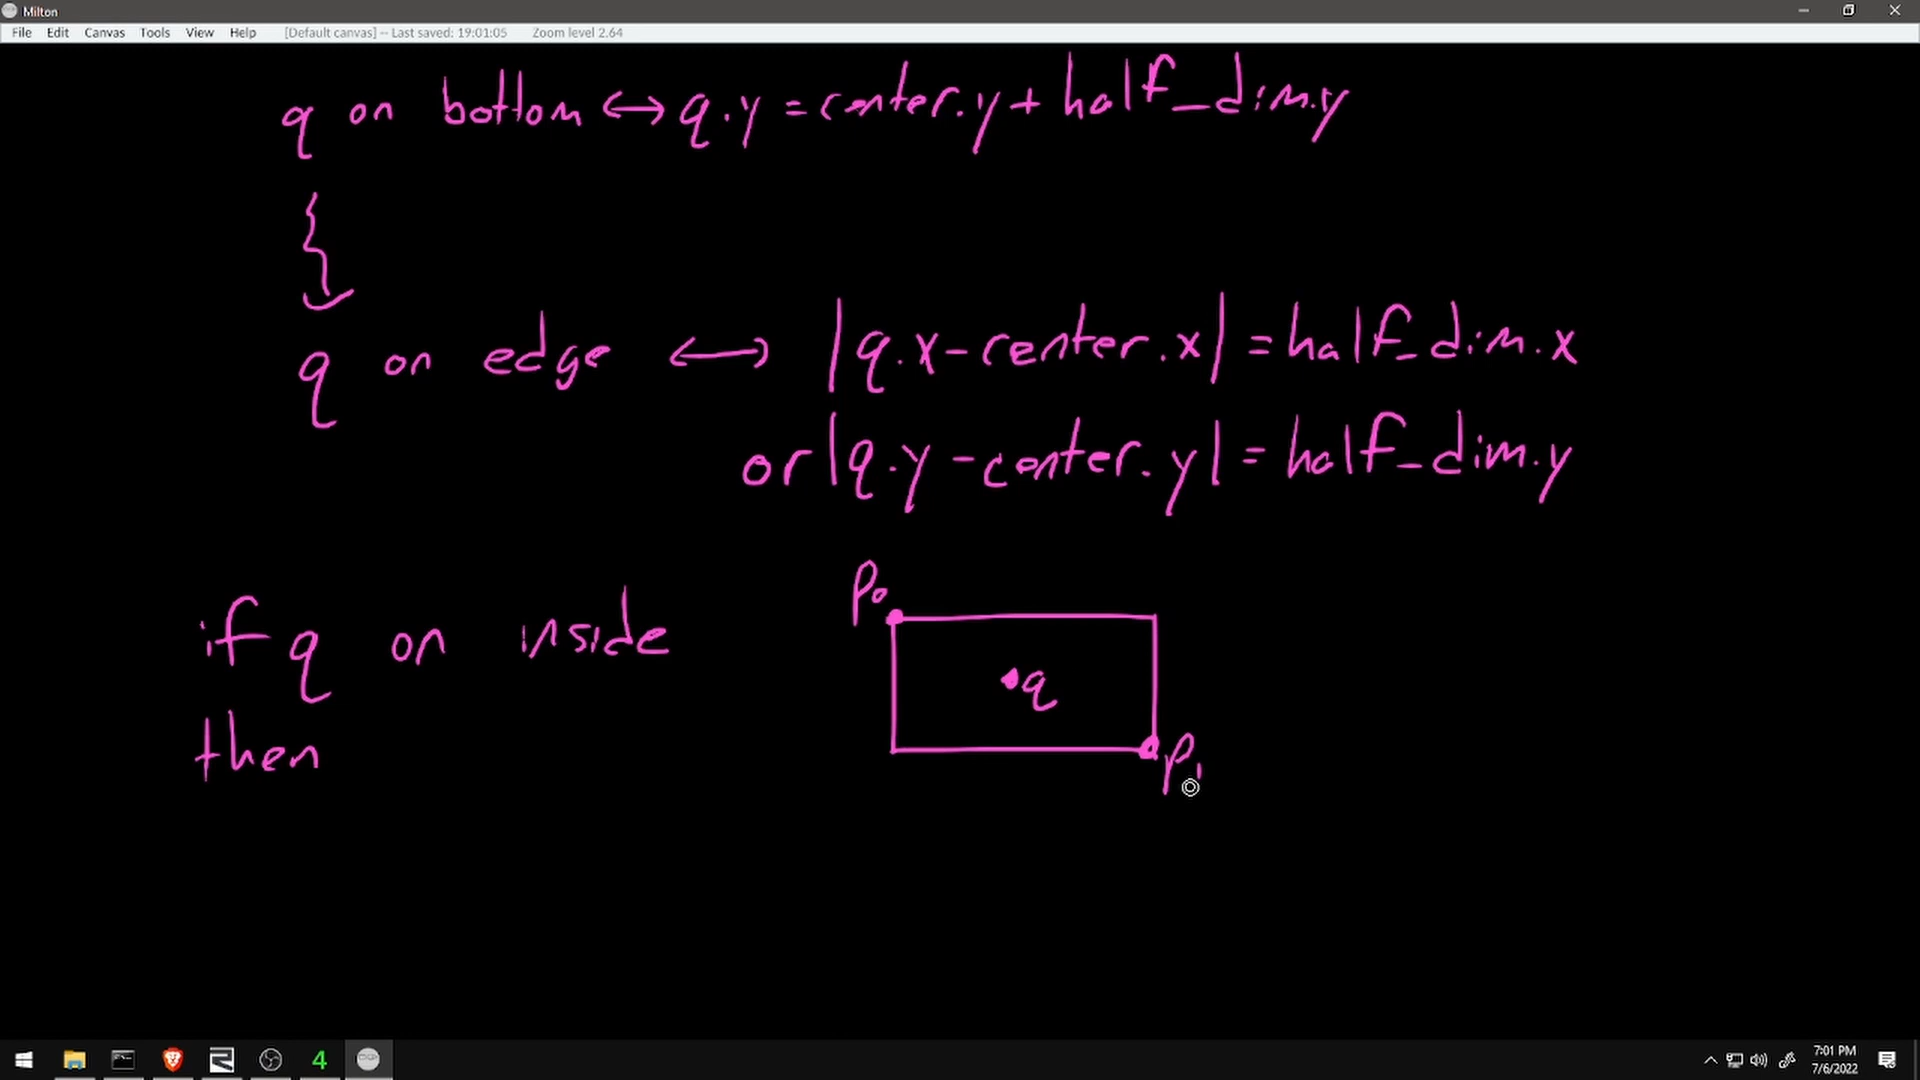 Milton
File Edit Canvas Tools View Help [Default canvas] -- Last saved: 19:01:05 Zoom level 2.64
q on bottom ↔ q.y = center.y + half_dim.y
q on edge ↔ |q.x - center.x| = half_dim.x
or |q.y - center.y| = half_dim.y
if q on inside
then
p0
q
p1
4
7:01 PM
7/6/2022